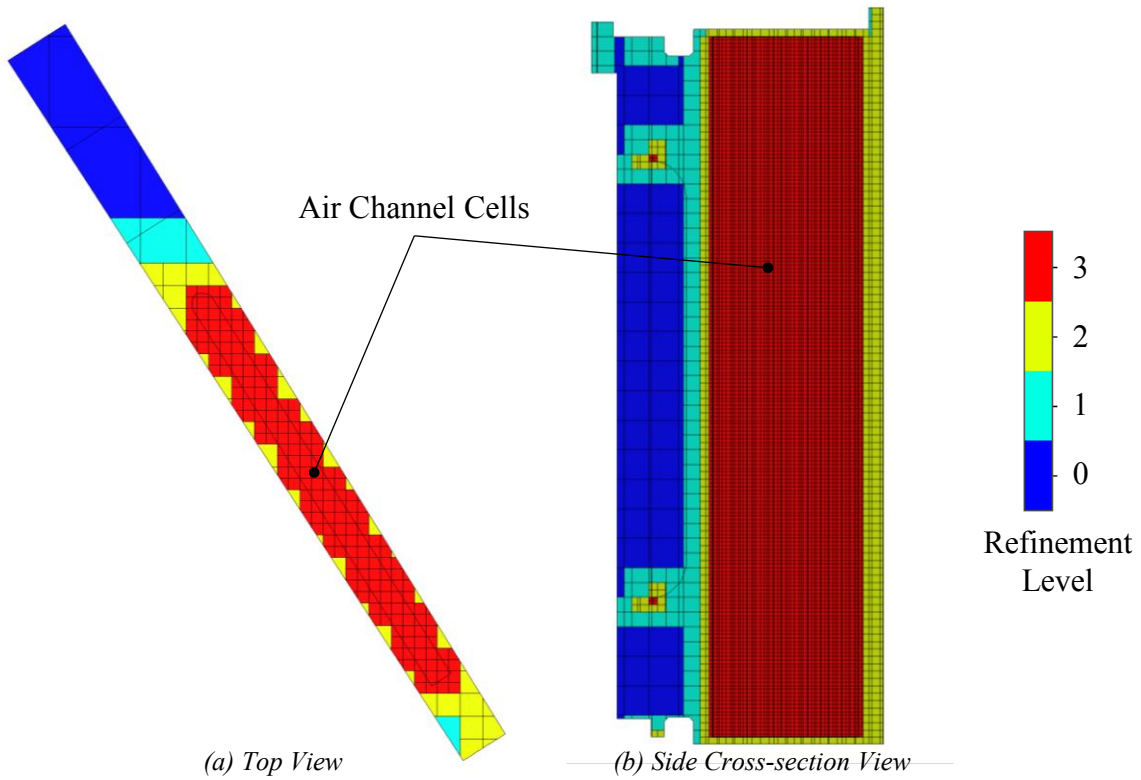 Air Channel Cells
3
2
1
0
Refinement
Level
(a) Top View
(b) Side Cross-section View